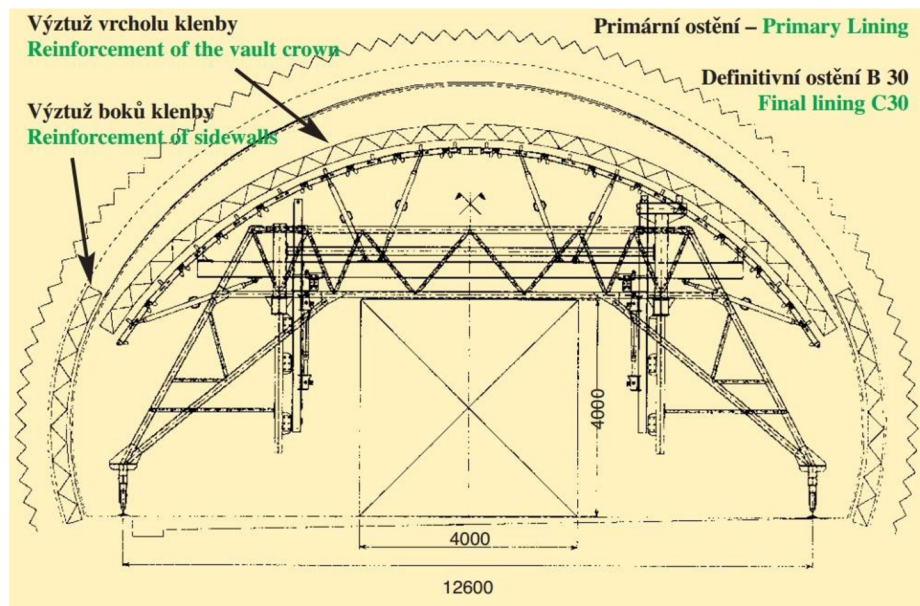 Výztuž vrcholu klenby
Reinforcement of the vault crown
Výztuž boků klenby
Reinforcement of sidewalls
Primární ostění – Primary Lining
Definitivní ostění B 30
Final lining C30
4000
4000
12600